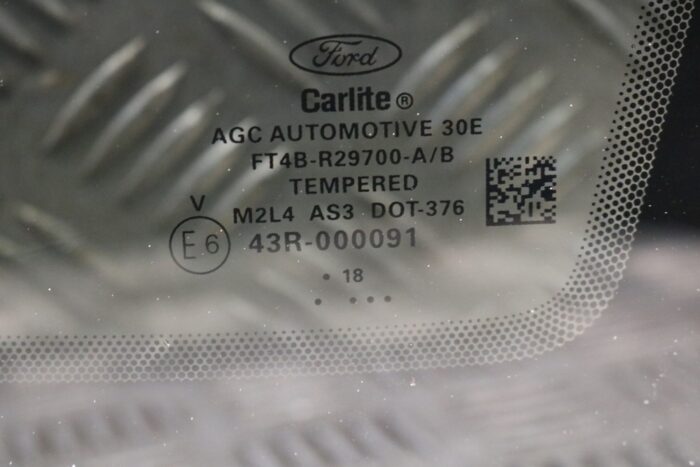 Ford
Carlite®
AGC AUTOMOTIVE 30E
FT4B-R29700-A/B
TEMPERED
V M2L4 AS3 DOT-376
E6 43R-000091
• 18
• • • •